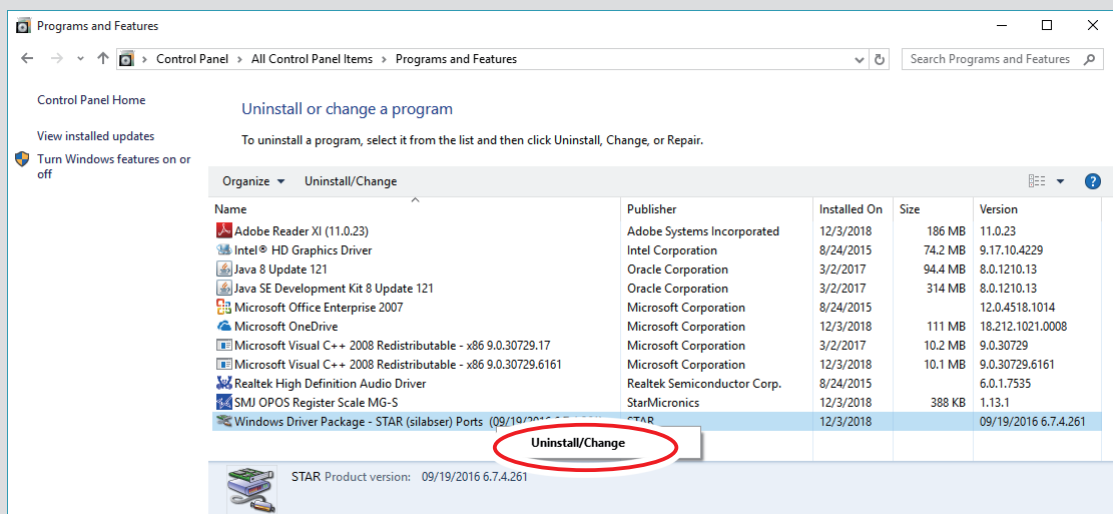 Programs and Features
Control Panel > All Control Panel Items > Programs and Features
Search Programs and Features
Control Panel Home
View installed updates
Turn Windows features on or
off
Uninstall or change a program
To uninstall a program, select it from the list and then click Uninstall, Change, or Repair.
Organize Uninstall/Change
Name Publisher Installed On Size Version
Adobe Reader XI (11.0.23) Adobe Systems Incorporated 12/3/2018 186 MB 11.0.23
Intel® HD Graphics Driver Intel Corporation 8/24/2015 74.2 MB 9.17.10.4229
Java 8 Update 121 Oracle Corporation 3/2/2017 94.4 MB 8.0.1210.13
Java SE Development Kit 8 Update 121 Oracle Corporation 3/2/2017 314 MB 8.0.1210.13
Microsoft Office Enterprise 2007 Microsoft Corporation 8/24/2015 12.0.4518.1014
Microsoft OneDrive Microsoft Corporation 12/3/2018 111 MB 18.212.1021.0008
Microsoft Visual C++ 2008 Redistributable - x86 9.0.30729.17 Microsoft Corporation 3/2/2017 10.2 MB 9.0.30729
Microsoft Visual C++ 2008 Redistributable - x86 9.0.30729.6161 Microsoft Corporation 12/3/2018 10.1 MB 9.0.30729.6161
Realtek High Definition Audio Driver Realtek Semiconductor Corp. 8/24/2015 6.0.1.7535
SMJ OPOS Register Scale MG-S StarMicronics 12/3/2018 388 KB 1.13.1
Windows Driver Package - STAR (silabser) Ports (09/19/2016 STAR 12/3/2018 09/19/2016 6.7.4.261
Uninstall/Change
STAR Product version: 09/19/2016 6.7.4.261